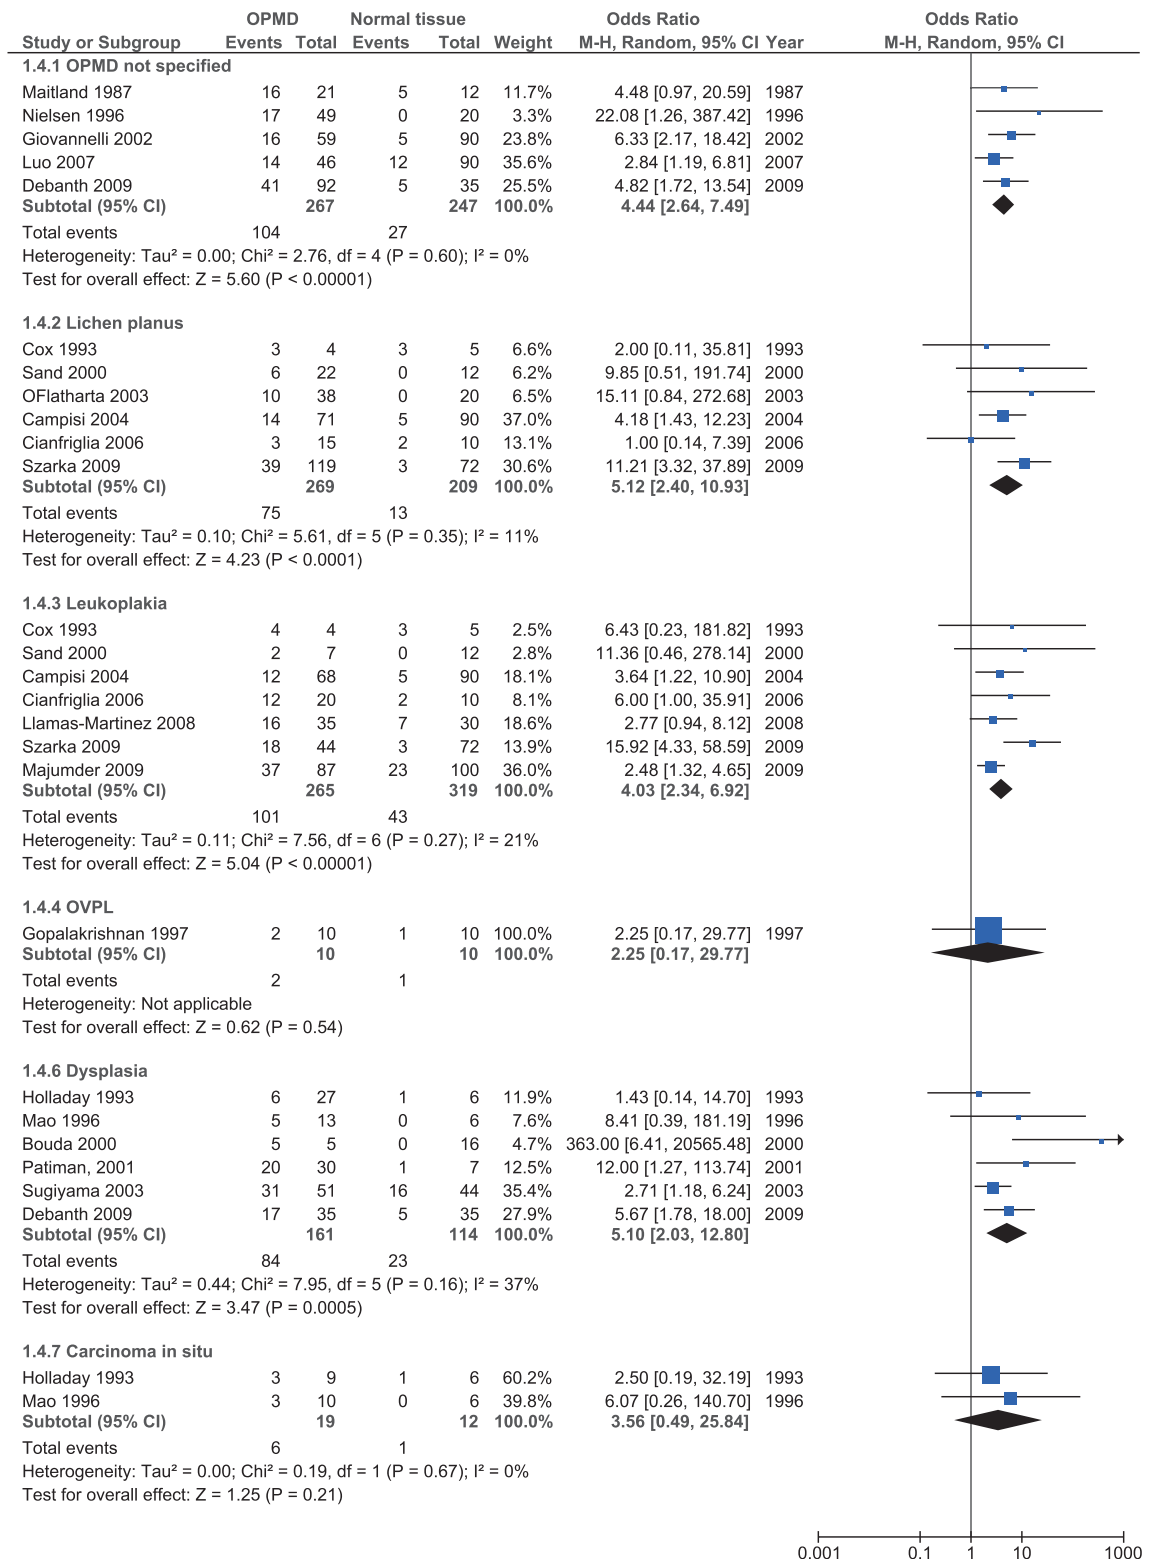 OPMD Normal tissue Odds Ratio Odds Ratio
Study or Subgroup Events Total Events Total Weight M-H, Random, 95% CI Year M-H, Random, 95% CI
1.4.1 OPMD not specified
Maitland 1987 16 21 5 12 11.7% 4.48 [0.97, 20.59] 1987
Nielsen 1996 17 49 0 20 3.3% 22.08 [1.26, 387.42] 1996
Giovannelli 2002 16 59 5 90 23.8% 6.33 [2.17, 18.42] 2002
Luo 2007 14 46 12 90 35.6% 2.84 [1.19, 6.81] 2007
Debanth 2009 41 92 5 35 25.5% 4.82 [1.72, 13.54] 2009
Subtotal (95% CI) 267 247 100.0% 4.44 [2.64, 7.49]
Total events 104 27
Heterogeneity: Tau² = 0.00; Chi² = 2.76, df = 4 (P = 0.60); I² = 0%
Test for overall effect: Z = 5.60 (P < 0.00001)
1.4.2 Lichen planus
Cox 1993 3 4 3 5 6.6% 2.00 [0.11, 35.81] 1993
Sand 2000 6 22 0 12 6.2% 9.85 [0.51, 191.74] 2000
OFlatharta 2003 10 38 0 20 6.5% 15.11 [0.84, 272.68] 2003
Campisi 2004 14 71 5 90 37.0% 4.18 [1.43, 12.23] 2004
Cianfriglia 2006 3 15 2 10 13.1% 1.00 [0.14, 7.39] 2006
Szarka 2009 39 119 3 72 30.6% 11.21 [3.32, 37.89] 2009
Subtotal (95% CI) 269 209 100.0% 5.12 [2.40, 10.93]
Total events 75 13
Heterogeneity: Tau² = 0.10; Chi² = 5.61, df = 5 (P = 0.35); I² = 11%
Test for overall effect: Z = 4.23 (P < 0.0001)
1.4.3 Leukoplakia
Cox 1993 4 4 3 5 2.5% 6.43 [0.23, 181.82] 1993
Sand 2000 2 7 0 12 2.8% 11.36 [0.46, 278.14] 2000
Campisi 2004 12 68 5 90 18.1% 3.64 [1.22, 10.90] 2004
Cianfriglia 2006 12 20 2 10 8.1% 6.00 [1.00, 35.91] 2006
Llamas-Martinez 2008 16 35 7 30 18.6% 2.77 [0.94, 8.12] 2008
Szarka 2009 18 44 3 72 13.9% 15.92 [4.33, 58.59] 2009
Majumder 2009 37 87 23 100 36.0% 2.48 [1.32, 4.65] 2009
Subtotal (95% CI) 265 319 100.0% 4.03 [2.34, 6.92]
Total events 101 43
Heterogeneity: Tau² = 0.11; Chi² = 7.56, df = 6 (P = 0.27); I² = 21%
Test for overall effect: Z = 5.04 (P < 0.00001)
1.4.4 OVPL
Gopalakrishnan 1997 2 10 1 10 100.0% 2.25 [0.17, 29.77] 1997
Subtotal (95% CI) 10 10 100.0% 2.25 [0.17, 29.77]
Total events 2 1
Heterogeneity: Not applicable
Test for overall effect: Z = 0.62 (P = 0.54)
1.4.6 Dysplasia
Holladay 1993 6 27 1 6 11.9% 1.43 [0.14, 14.70] 1993
Mao 1996 5 13 0 6 7.6% 8.41 [0.39, 181.19] 1996
Bouda 2000 5 5 0 16 4.7% 363.00 [6.41, 20565.48] 2000
Patiman, 2001 20 30 1 7 12.5% 12.00 [1.27, 113.74] 2001
Sugiyama 2003 31 51 16 44 35.4% 2.71 [1.18, 6.24] 2003
Debanth 2009 17 35 5 35 27.9% 5.67 [1.78, 18.00] 2009
Subtotal (95% CI) 161 114 100.0% 5.10 [2.03, 12.80]
Total events 84 23
Heterogeneity: Tau² = 0.44; Chi² = 7.95, df = 5 (P = 0.16); I² = 37%
Test for overall effect: Z = 3.47 (P = 0.0005)
1.4.7 Carcinoma in situ
Holladay 1993 3 9 1 6 60.2% 2.50 [0.19, 32.19] 1993
Mao 1996 3 10 0 6 39.8% 6.07 [0.26, 140.70] 1996
Subtotal (95% CI) 19 12 100.0% 3.56 [0.49, 25.84]
Total events 6 1
Heterogeneity: Tau² = 0.00; Chi² = 0.19, df = 1 (P = 0.67); I² = 0%
Test for overall effect: Z = 1.25 (P = 0.21)
0.001 0.1 1 10 1000